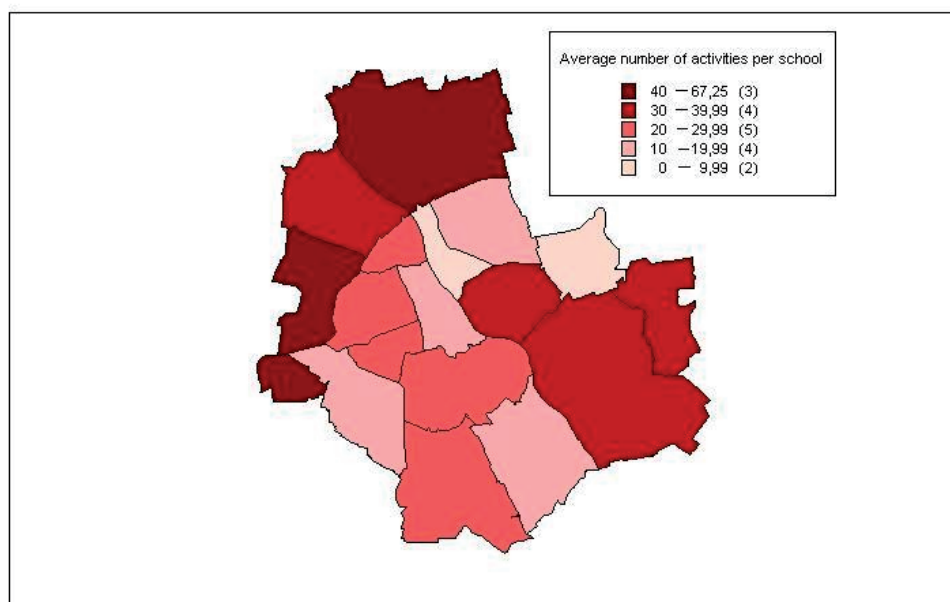 Average number of activities per school
40 – 67,25 (3)
30 – 39,99 (4)
20 – 29,99 (5)
10 – 19,99 (4)
0 – 9,99 (2)